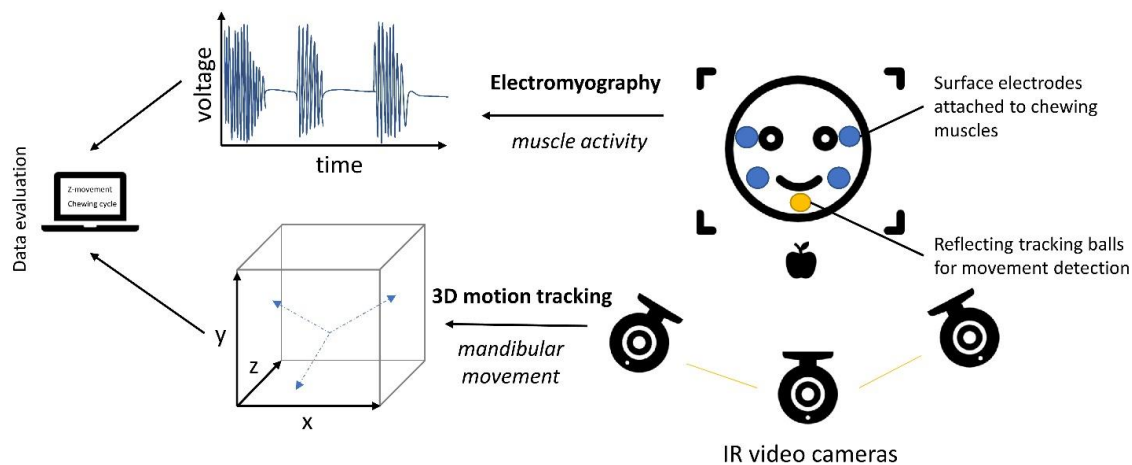 voltage
time
Electromyography
muscle activity
Surface electrodes
attached to chewing
muscles
Data evaluation
Z-movement
Chewing cycle
Reflecting tracking balls
for movement detection
3D motion tracking
mandibular
movement
y
z
x
IR video cameras